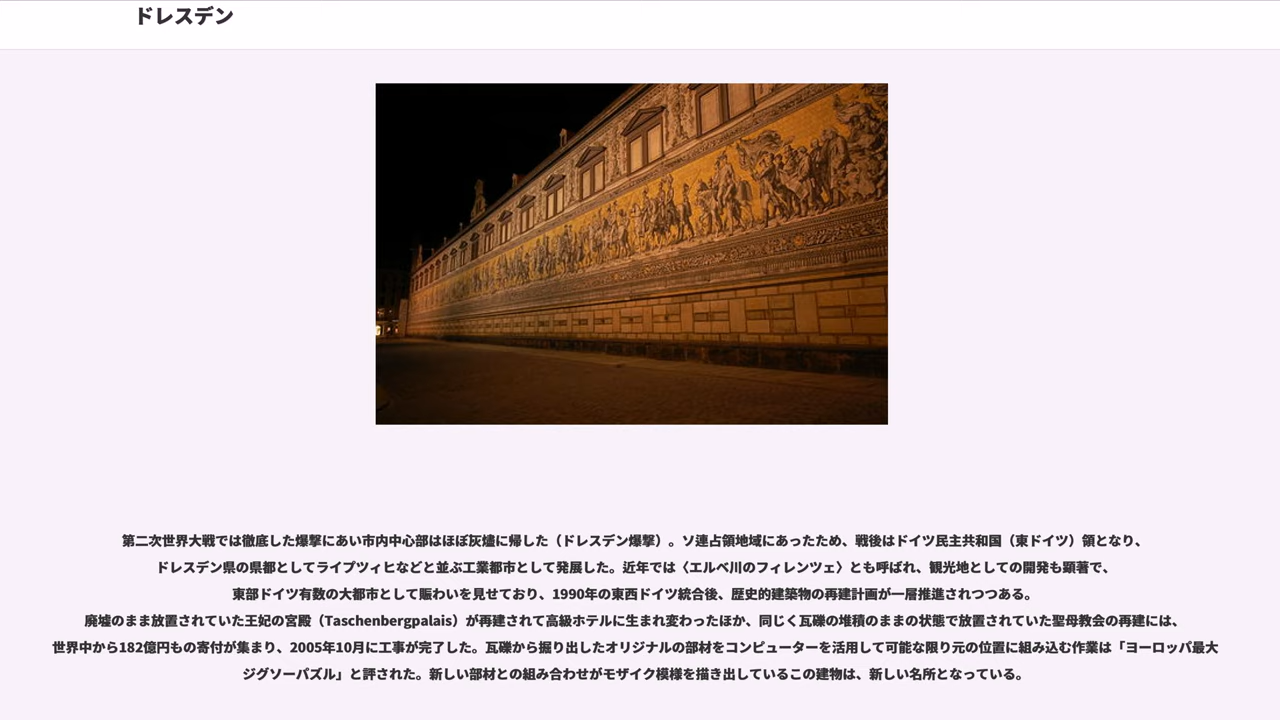 ドレスデン
第二次世界大戦では徹底した爆撃にあい市内中心部はほぼ灰燼に帰した（ドレスデン爆撃）。ソ連占領地域にあったため、戦後はドイツ民主共和国（東ドイツ）領となり、
ドレスデン県の県都としてライプツィヒなどと並ぶ工業都市として発展した。近年では〈エルベ川のフィレンツェ〉とも呼ばれ、観光地としての開発も顕著で、
東部ドイツ有数の大都市として賑わいを見せており、1990年の東西ドイツ統合後、歴史的建築物の再建計画が一層推進されつつある。
廃墟のまま放置されていた王妃の宮殿（Taschenbergpalais）が再建されて高級ホテルに生まれ変わったほか、同じく瓦礫の堆積のままの状態で放置されていた聖母教会の再建には、
世界中から182億円もの寄付が集まり、2005年10月に工事が完了した。瓦礫から掘り出したオリジナルの部材をコンピューターを活用して可能な限り元の位置に組み込む作業は「ヨーロッパ最大
ジグソーパズル」と評された。新しい部材との組み合わせがモザイク模様を描き出しているこの建物は、新しい名所となっている。